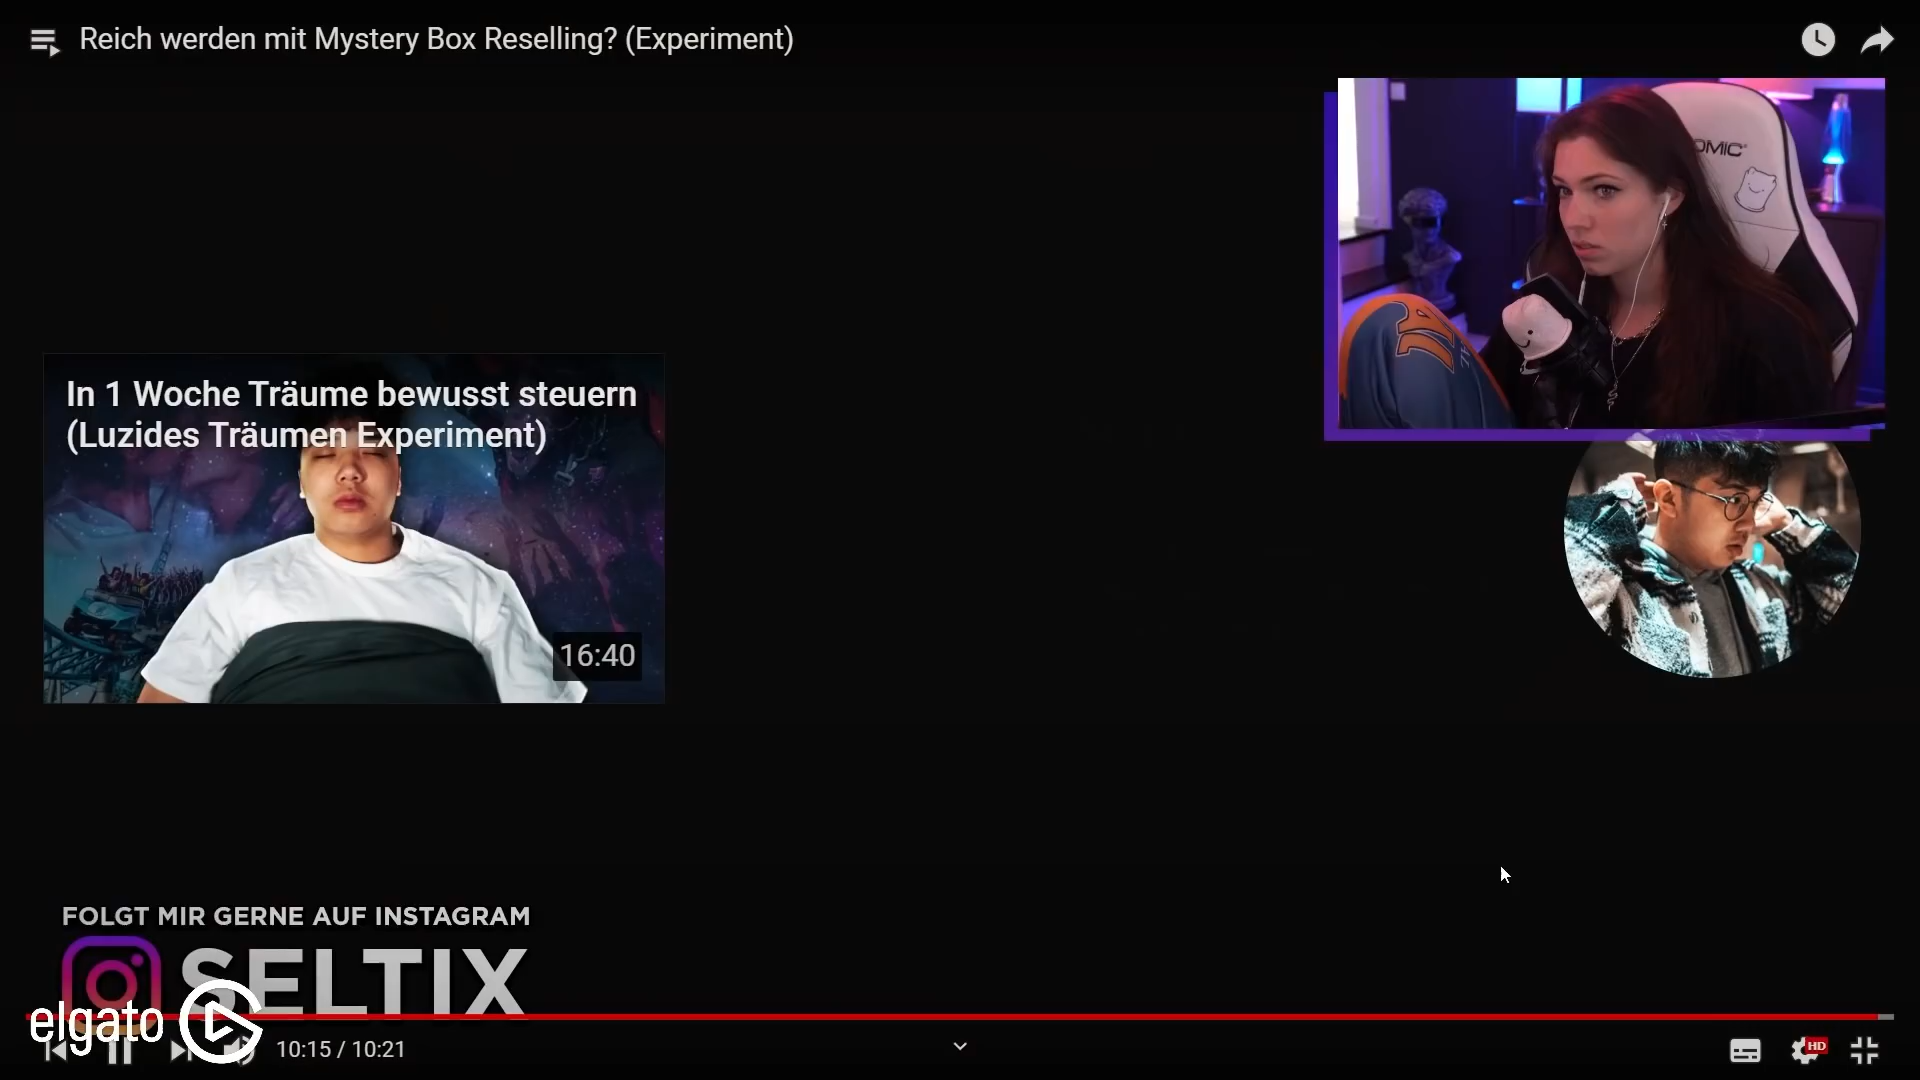 Reich werden mit Mystery Box Reselling? (Experiment)
OMIC
In 1 Woche Träume bewusst steuern
(Luzides Träumen Experiment)
16:40
FOLGT MIR GERNE AUF INSTAGRAM
SELTIX
elgato
10:15 / 10:21
HD